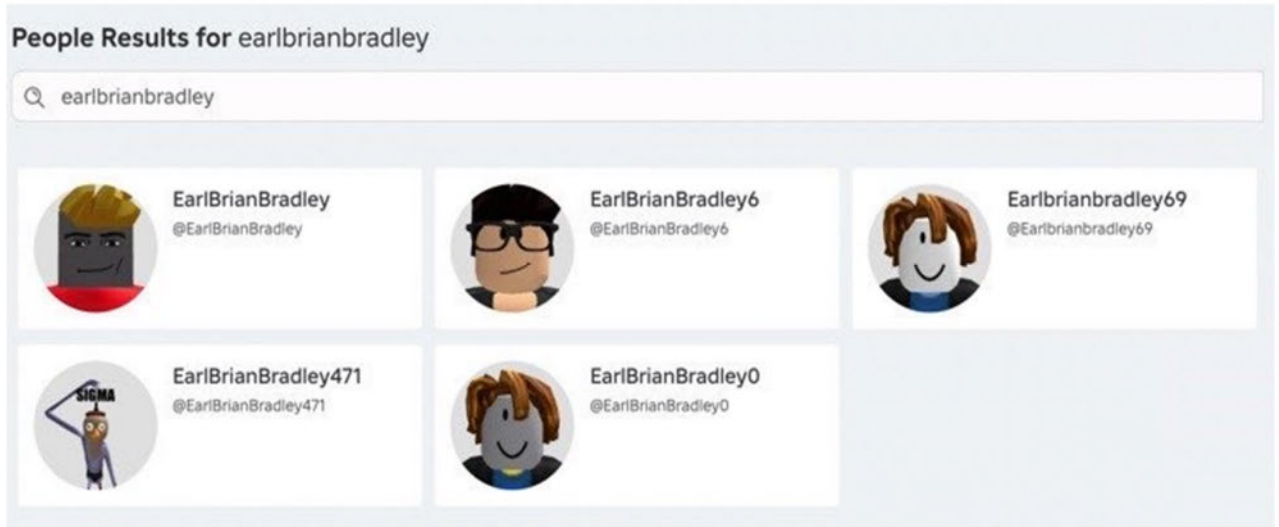 People Results for earlbrianbradley
earlbrianbradley
EarlBrianBradley
@EarlBrianBradley
EarlBrianBradley6
@EarlBrianBradley6
Earlbrianbradley69
@Earlbrianbradley69
EarlBrianBradley471
@EarlBrianBradley471
SIGMA
EarlBrianBradley0
@EarlBrianBradley0